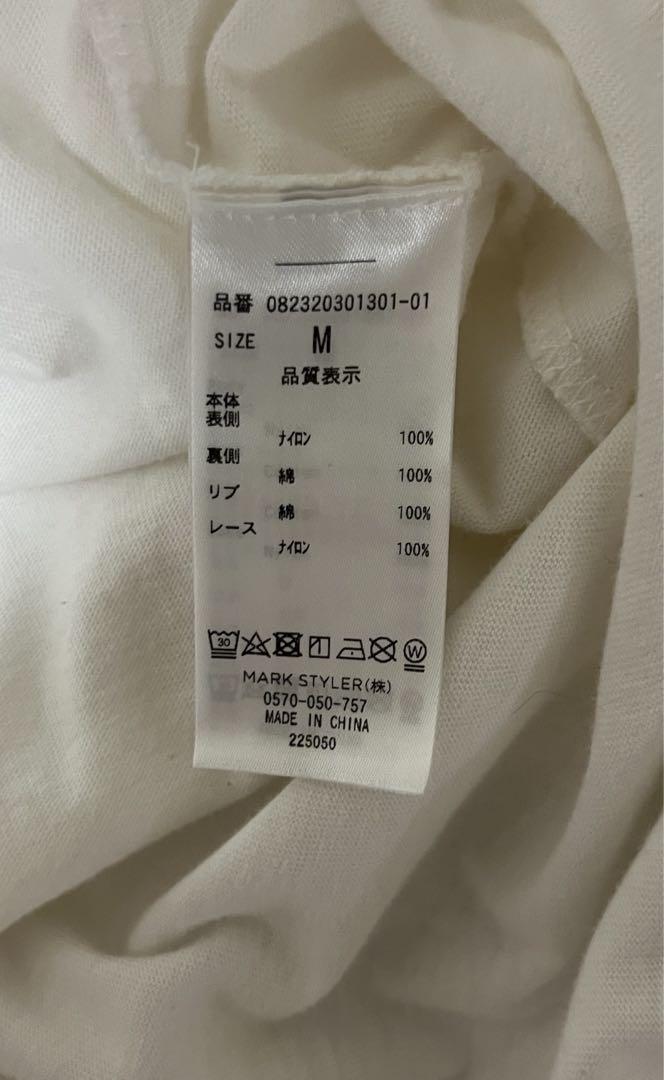 品番 082320301301-01
SIZE M
品質表示
本体
表側
ナイロン 100%
裏側
綿 100%
リブ
綿 100%
レース
ナイロン 100%
30 W
MARK STYLER(株)
0570-050-757
MADE IN CHINA
225050